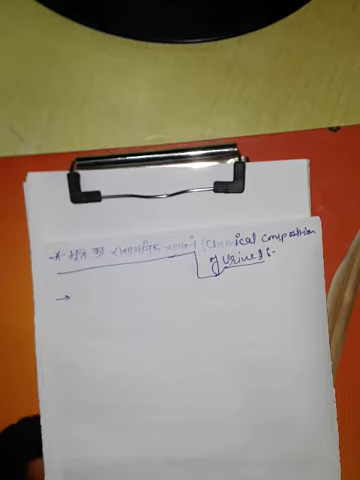 * मूत्र का रासायनिक (Chemical composition
of Urine) :-
→